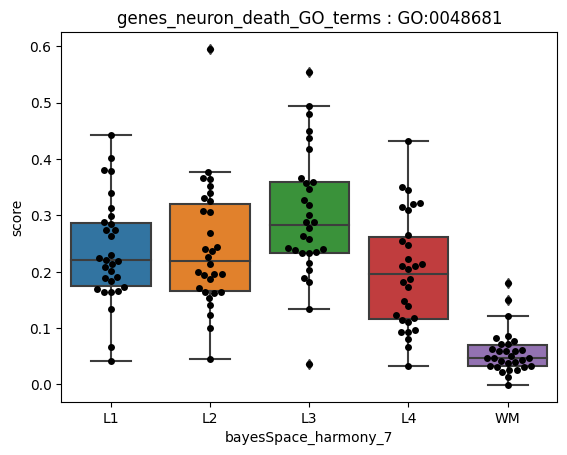 genes_neuron_death_GO_terms : GO:0048681
0.6
0.5
0.4
0.3
0.2
0.1
0.0
score
L1 L2 L3 L4 WM
bayesSpace_harmony_7